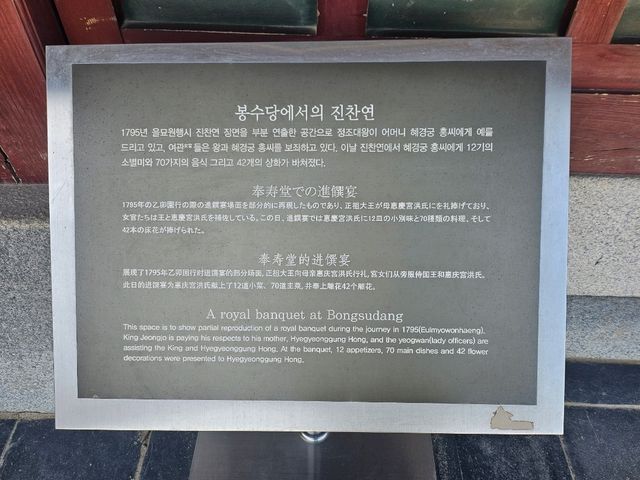 봉수당에서의 진찬연
1795년 을묘원행시 진찬연 장면을 부분 연출한 공간으로 정조대왕이 어머니 혜경궁 홍씨에게 예를
드리고 있고, 여관女官들은 왕과 혜경궁 홍씨를 보좌하고 있다. 이날 진찬연에서 혜경궁 홍씨에게 12기의
소별미와 70가지의 음식 그리고 42개의 상화가 바쳐졌다.
奉寿堂での進饌宴
1795年の乙卯園行の際の進饌宴場面を部分的に再現したものであり、正祖大王が母恵慶宮洪氏に礼捧げており、
女官たちは王と恵慶宮洪氏を補佐している。この日、進饌宴では恵慶宮洪氏に12皿の小別味と70種類の料理、そして
42本の床花が捧げられた。
奉寿堂的进馔宴
展现了1795年乙卯园行时进馔宴的部分场面。正祖大王向母亲惠庆宫洪氏行礼，宫女们从旁服侍国王和惠庆宫洪氏。
此日的进馔宴为惠庆宫洪氏献上了12道小菜、70道主菜，并奉上雕花42个雕花。
A royal banquet at Bongsudang
This space is to show partial reproduction of a royal banquet during the journey in 1795(Eulmyowonhaeng).
King Jeongjo is paying his respects to his mother, Hyegyeonggung Hong, and the yeogwan(lady officers) are
assisting the King and Hyegyeonggung Hong. At the banquet, 12 appetizers, 70 main dishes and 42 flower
decorations were presented to Hyegyeonggung Hong.